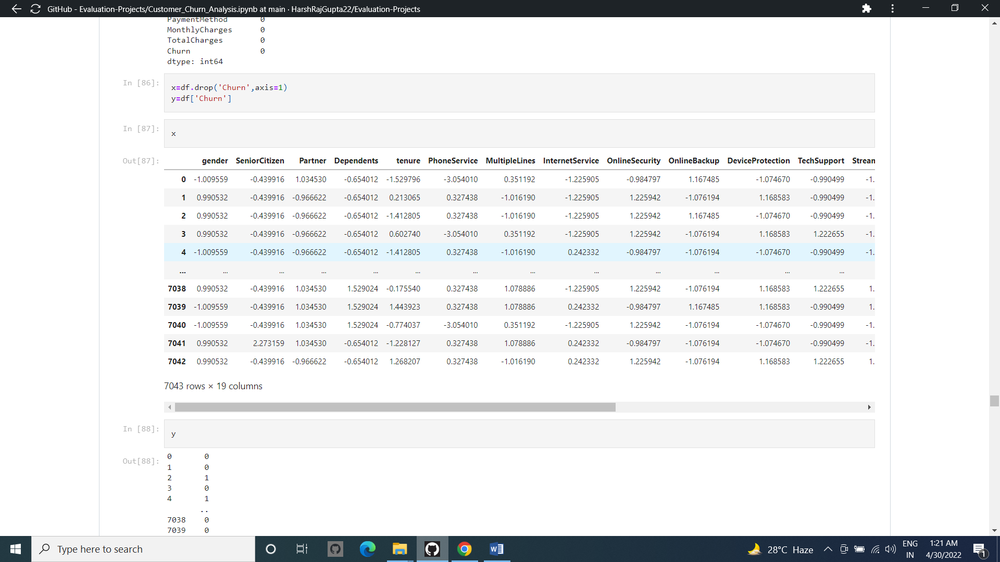 GitHub - Evaluation-Projects/Customer_Churn_Analysis.ipynb at main · HarshRajGupta22/Evaluation-Projects
PaymentMethod 0
MonthlyCharges 0
TotalCharges 0
Churn 0
dtype: int64
In [86]:
x=df.drop('Churn',axis=1)
y=df['Churn']
In [87]:
x
Out[87]:
gender SeniorCitizen Partner Dependents tenure PhoneService MultipleLines InternetService OnlineSecurity OnlineBackup DeviceProtection TechSupport Strean
0 -1.009559 -0.439916 1.034530 -0.654012 -1.529796 -3.054010 0.351192 -1.225905 -0.984797 1.167485 -1.074670 -0.990499 -1.
1 0.990532 -0.439916 -0.966622 -0.654012 0.213065 0.327438 -1.016190 -1.225905 1.225942 -1.076194 1.168583 -0.990499 -1.
2 0.990532 -0.439916 -0.966622 -0.654012 -1.412805 0.327438 -1.016190 -1.225905 1.225942 1.167485 -1.074670 -0.990499 -1.
3 0.990532 -0.439916 -0.966622 -0.654012 0.602740 -3.054010 0.351192 -1.225905 1.225942 -1.076194 1.168583 1.222655 -1.
4 -1.009559 -0.439916 -0.966622 -0.654012 -1.412805 0.327438 -1.016190 0.242332 -0.984797 -1.076194 -1.074670 -0.990499 -1.
... ... ... ... ... ... ... ... ... ... ... ... ...
7038 0.990532 -0.439916 1.034530 1.529024 -0.175540 0.327438 1.078886 -1.225905 1.225942 -1.076194 1.168583 1.222655 1.
7039 -1.009559 -0.439916 1.034530 1.529024 1.443923 0.327438 1.078886 0.242332 -0.984797 1.167485 1.168583 -0.990499 1.
7040 -1.009559 -0.439916 1.034530 1.529024 -0.774037 -3.054010 0.351192 -1.225905 1.225942 -1.076194 -1.074670 -0.990499 -1.
7041 0.990532 2.273159 1.034530 -0.654012 -1.228127 0.327438 1.078886 0.242332 -0.984797 -1.076194 -1.074670 -0.990499 -1.
7042 0.990532 -0.439916 -0.966622 -0.654012 1.268207 0.327438 -1.016190 0.242332 1.225942 -1.076194 1.168583 1.222655 1.
7043 rows × 19 columns
In [88]:
y
Out[88]:
0 0
1 0
2 1
3 0
4 1
..
7038 0
7039 0
Type here to search
28°C Haze
ENG
IN
1:21 AM
4/30/2022
1